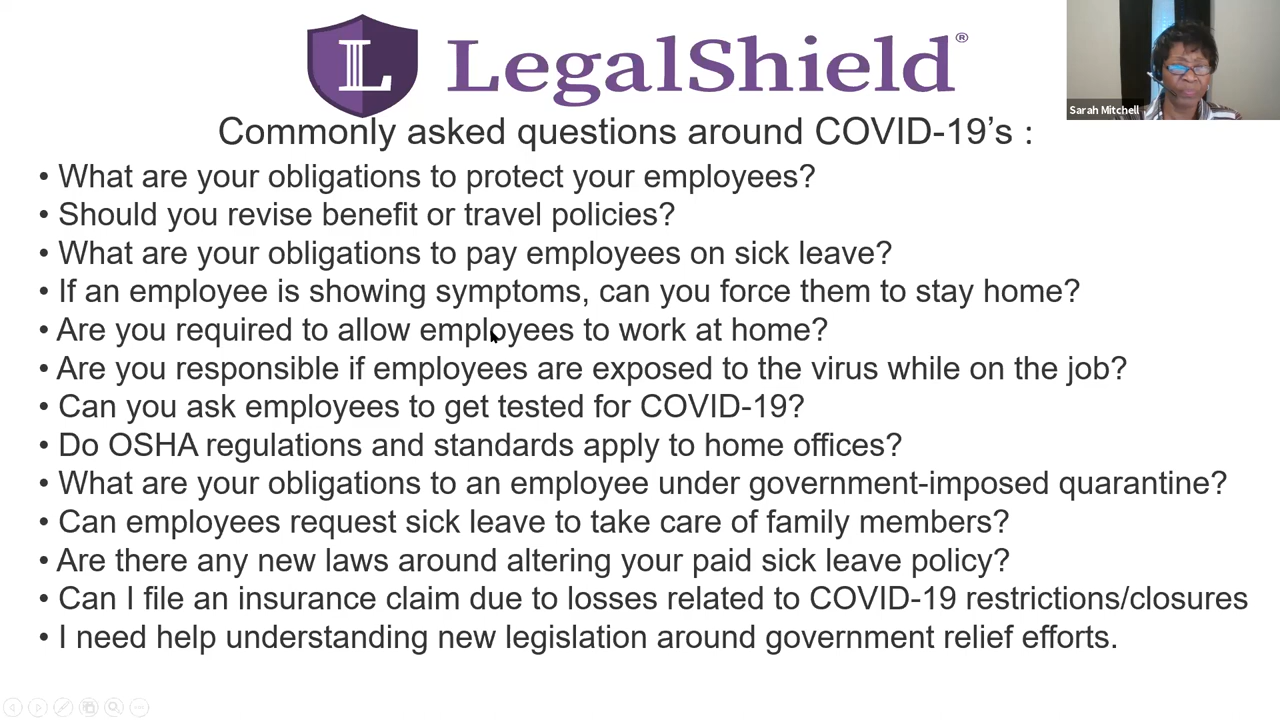 L LegalShield®
Sarah Mitchell
Commonly asked questions around COVID-19’s :
• What are your obligations to protect your employees?
• Should you revise benefit or travel policies?
• What are your obligations to pay employees on sick leave?
• If an employee is showing symptoms, can you force them to stay home?
• Are you required to allow employees to work at home?
• Are you responsible if employees are exposed to the virus while on the job?
• Can you ask employees to get tested for COVID-19?
• Do OSHA regulations and standards apply to home offices?
• What are your obligations to an employee under government-imposed quarantine?
• Can employees request sick leave to take care of family members?
• Are there any new laws around altering your paid sick leave policy?
• Can I file an insurance claim due to losses related to COVID-19 restrictions/closures
• I need help understanding new legislation around government relief efforts.